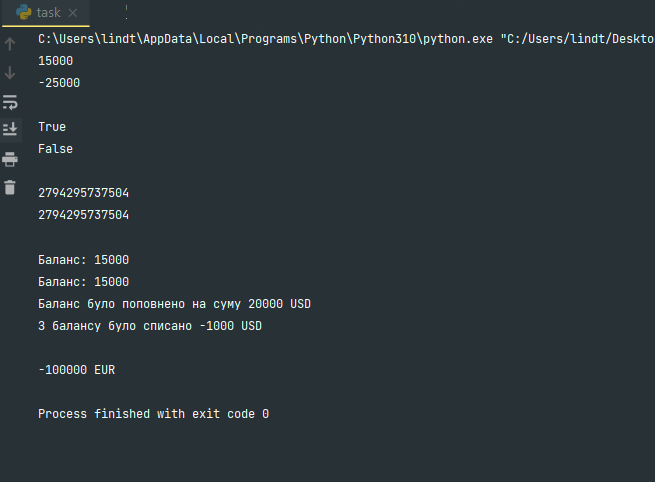 task
C:\Users\lindt\AppData\Local\Programs\Python\Python310\python.exe "C:/Users/lindt/Deskto
15000
-25000
True
False
2794295737504
2794295737504
Баланс: 15000
Баланс: 15000
Баланс було поповнено на суму 20000 USD
З балансу було списано -1000 USD
-100000 EUR
Process finished with exit code 0